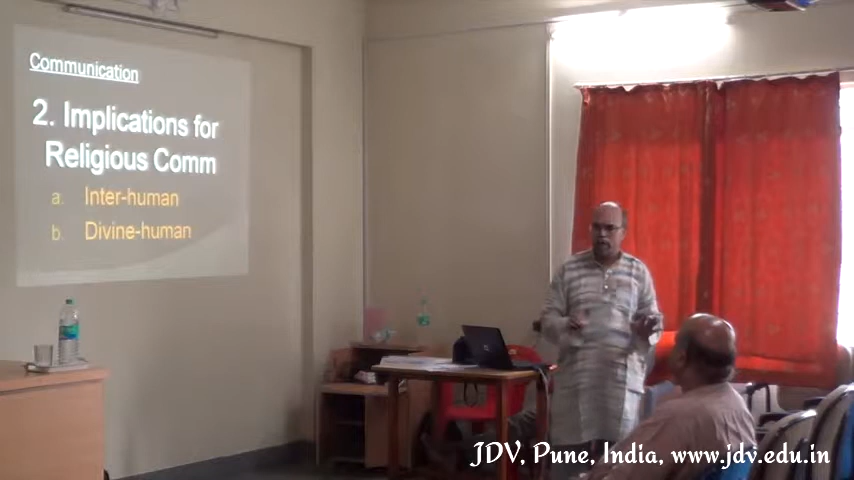 Communication
2. Implications for
Religious Comm
a. Inter-human
b. Divine-human
JDV, Pune, India, www.jdv.edu.in